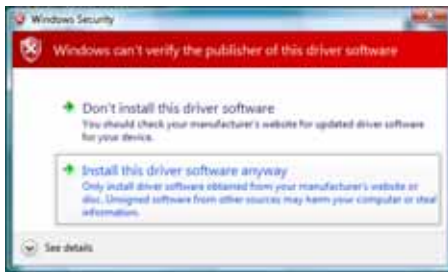 Windows Security
Windows can't verify the publisher of this driver software
Don't install this driver software
You should check your manufacturer's website for updated driver software
for your device.
Install this driver software anyway
Only install driver software obtained from your manufacturer's website or
disc. Unsigned software from other sources may harm your computer or steal
information.
See details